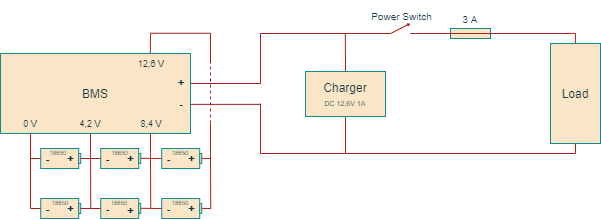 Power Switch
3 A
12,6 V
+
BMS
-
Charger
DC 12,6V 1A
Load
0 V
4,2 V
8,4 V
18650
18650
18650
- +
- +
- +
18650
18650
18650
- +
- +
- +